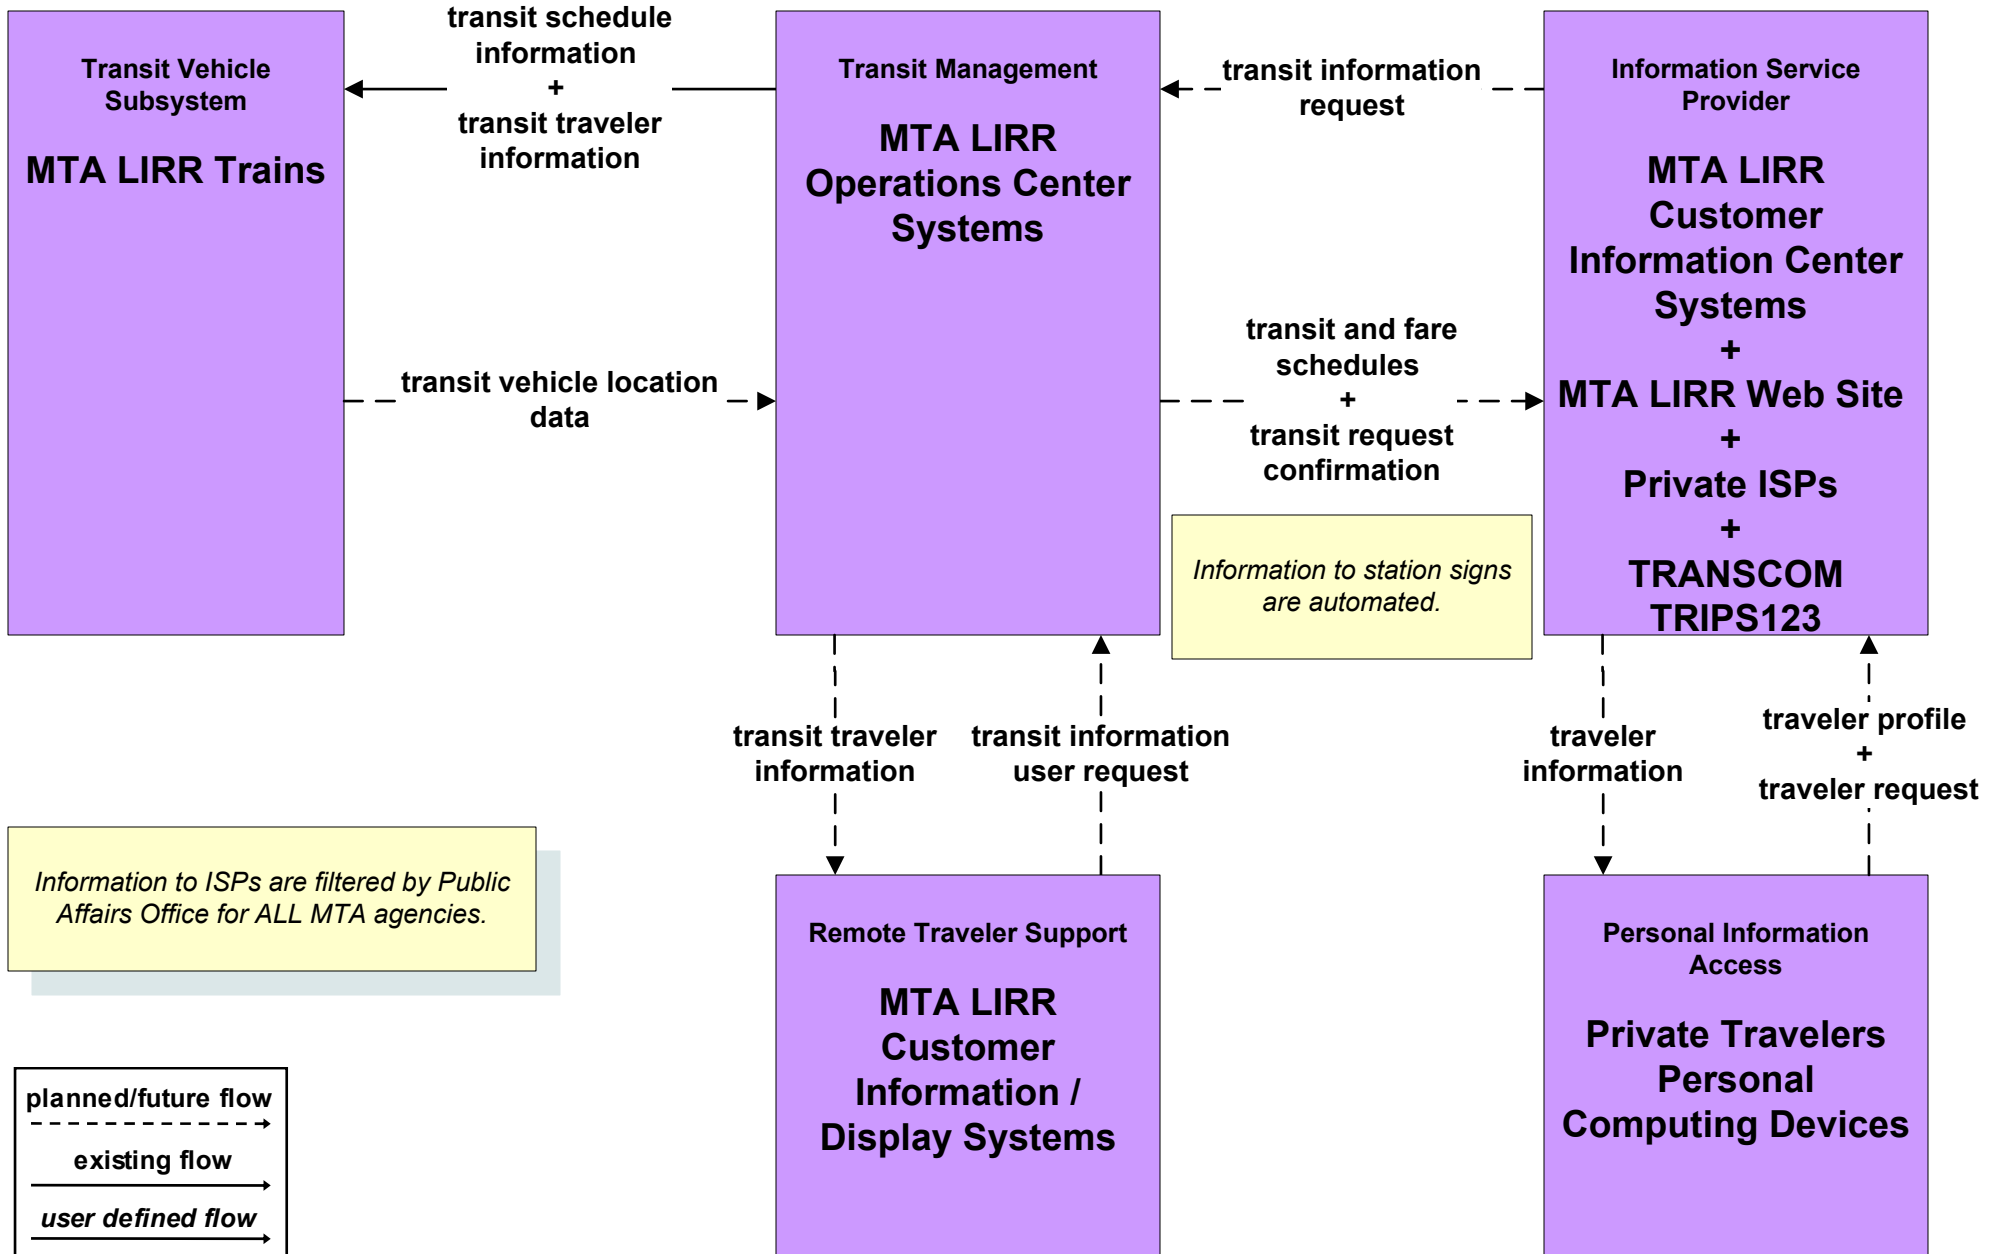 Transit Vehicle
Subsystem
MTA LIRR Trains
transit schedule
information
+
transit traveler
information
Transit Management
MTA LIRR
Operations Center
Systems
transit information
request
Information Service
Provider
MTA LIRR
Customer
Information Center
Systems
+
MTA LIRR Web Site
+
Private ISPs
+
TRANSCOM
TRIPS123
transit vehicle location
data
transit and fare
schedules
+
transit request
confirmation
Information to station signs
are automated.
transit traveler
information
transit information
user request
traveler
information
traveler profile
+
traveler request
Information to ISPs are filtered by Public
Affairs Office for ALL MTA agencies.
Remote Traveler Support
MTA LIRR
Customer
Information /
Display Systems
Personal Information
Access
Private Travelers
Personal
Computing Devices
planned/future flow
existing flow
user defined flow